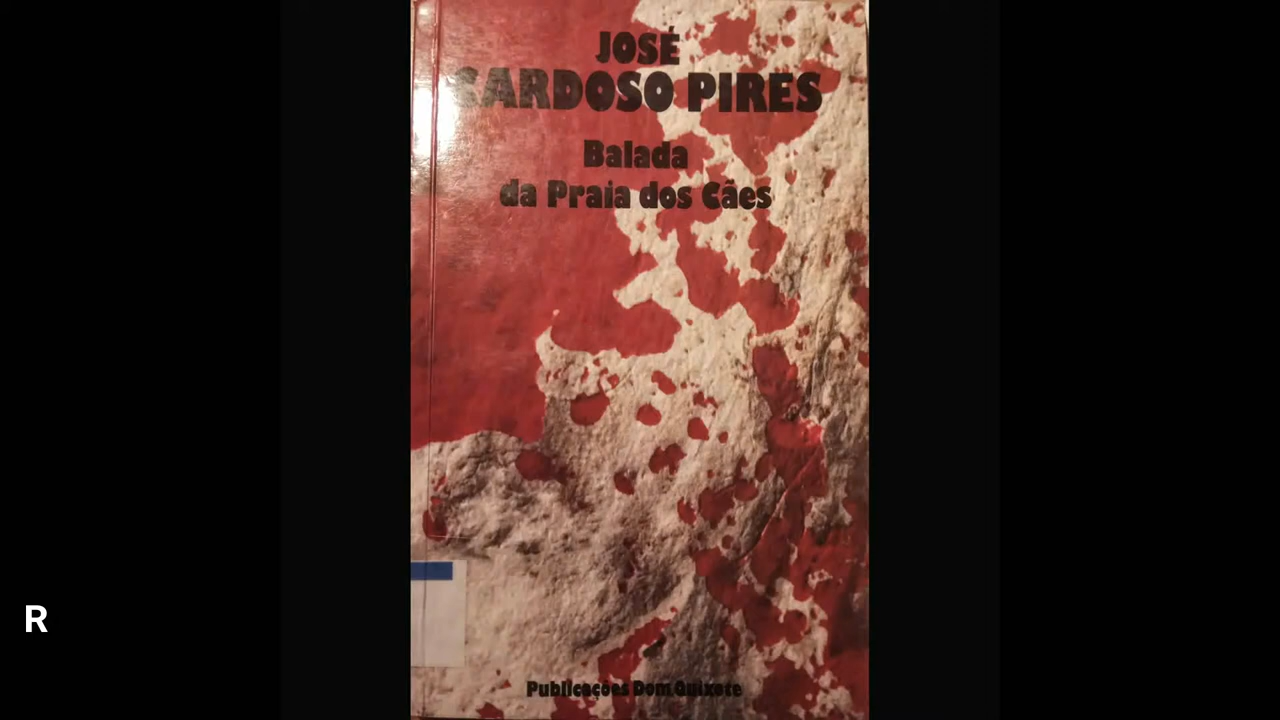 JOSÉ
CARDOSO PIRES
Balada
da Praia dos Cães
R
Publicações Dom Quixote